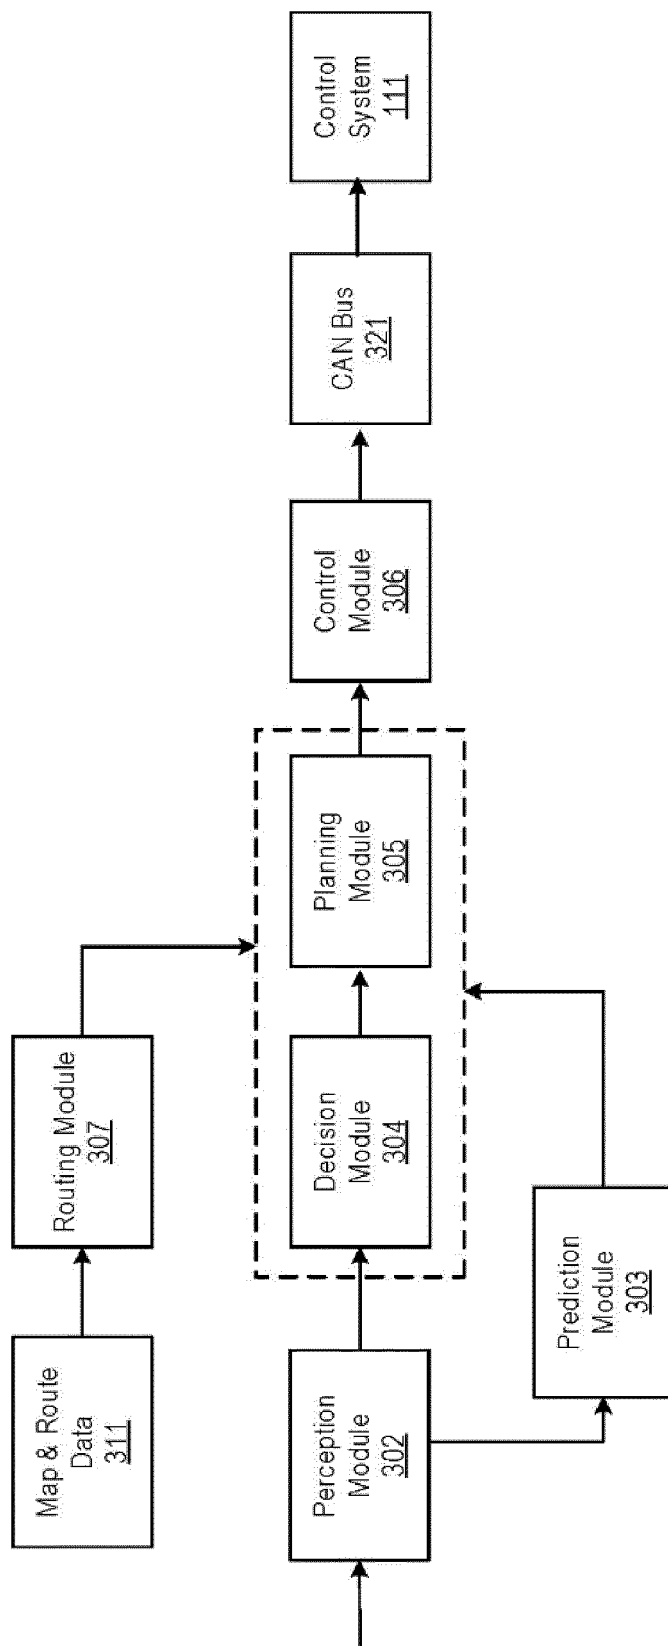 Map & Route
Data
311
Routing Module
307
Perception
Module
302
Decision
Module
304
Planning
Module
305
Control
Module
306
CAN Bus
321
Control
System
111
Prediction
Module
303